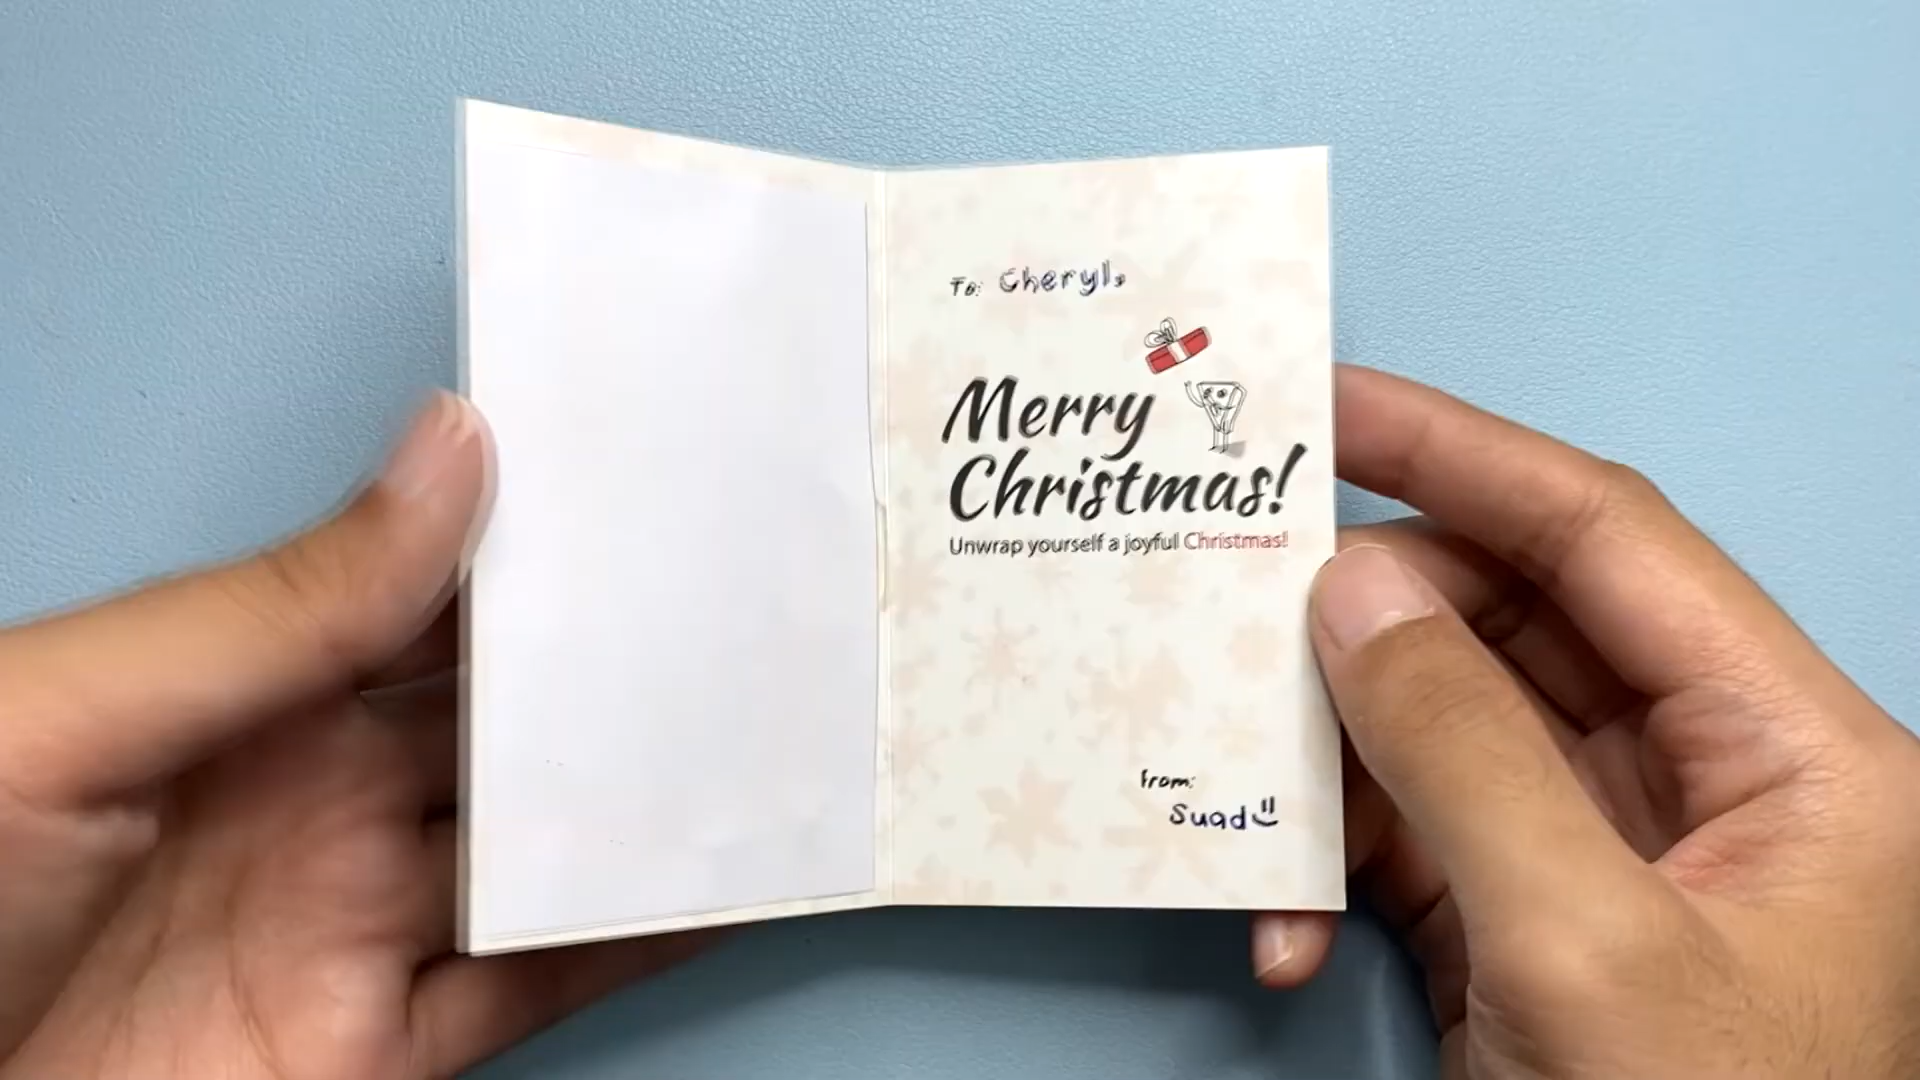 To: Cheryl,
Merry
Christmas!
Unwrap yourself a joyful Christmas!
From:
Suad